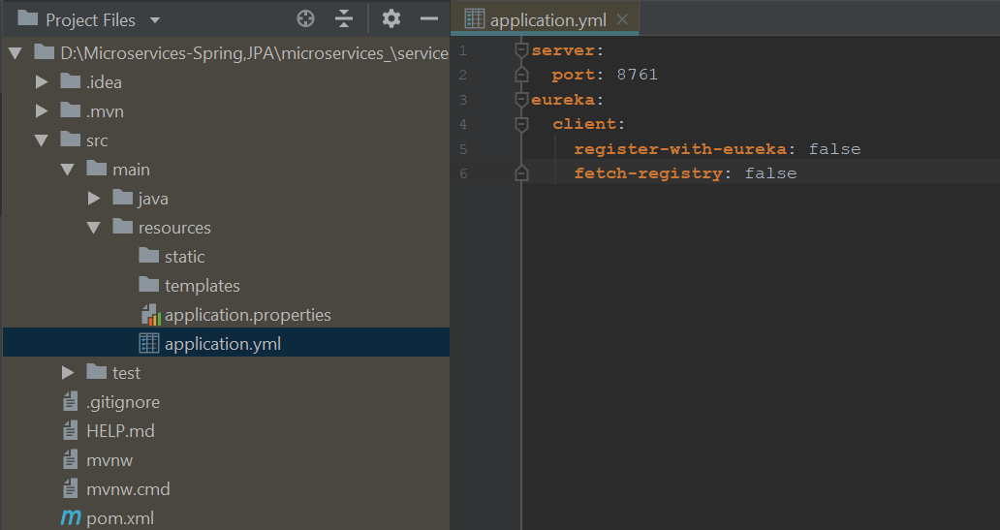 Project Files
D:\Microservices-Spring,JPA\microservices_\service
.idea
.mvn
src
main
java
resources
static
templates
application.properties
application.yml
test
.gitignore
HELP.md
mvnw
mvnw.cmd
pom.xml
application.yml
1 server:
2 port: 8761
3 eureka:
4 client:
5 register-with-eureka: false
6 fetch-registry: false